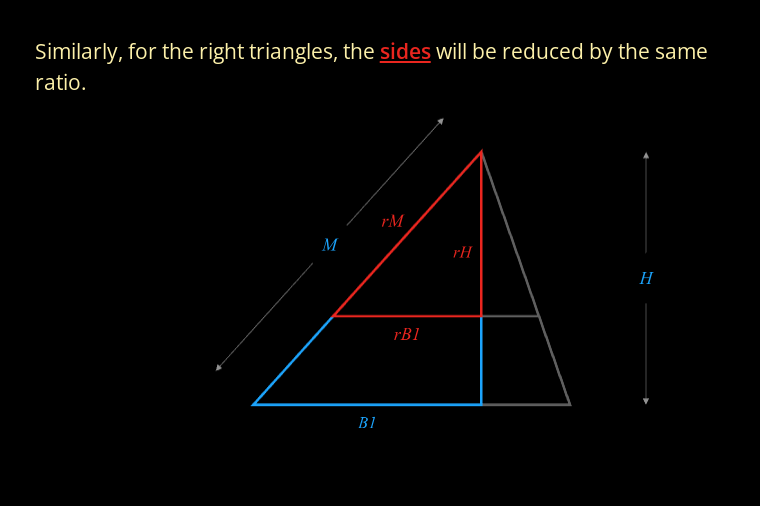 Similarly, for the right triangles, the sides will be reduced by the same
ratio.
rM
M
rH
H
rB1
B1